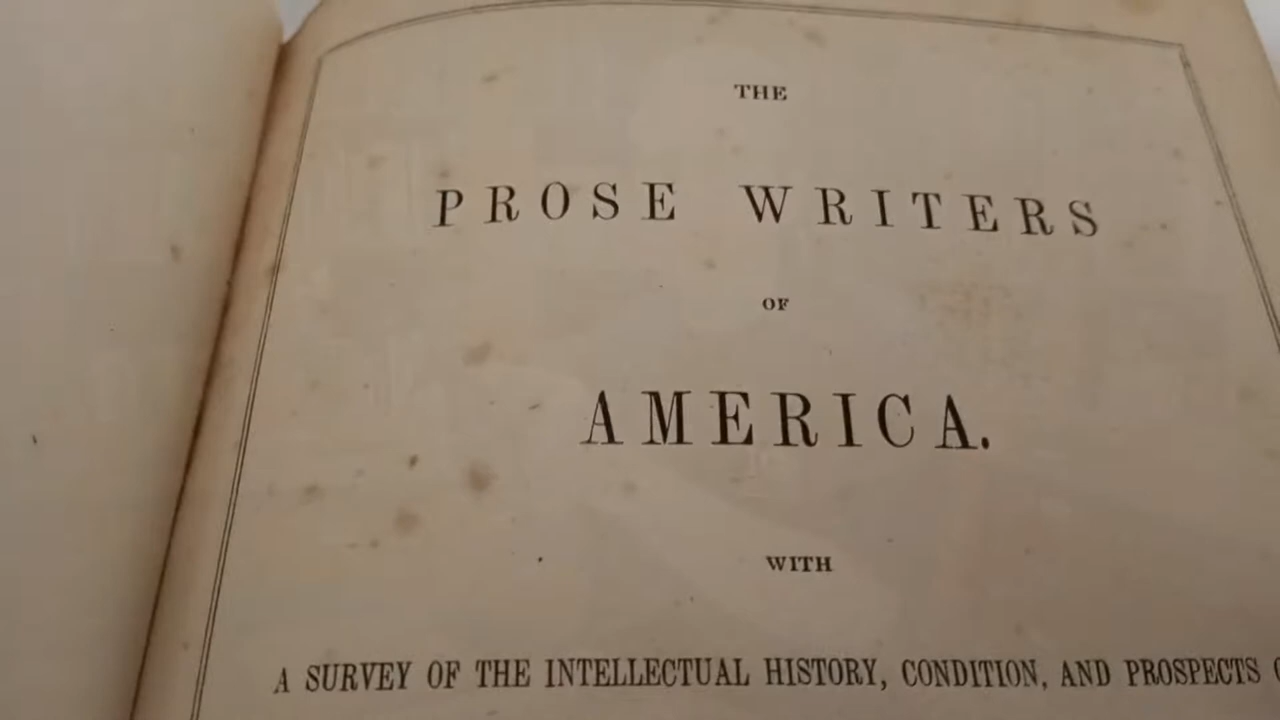 THE
PROSE WRITERS
OF
AMERICA.
WITH
A SURVEY OF THE INTELLECTUAL HISTORY, CONDITION, AND PROSPECTS